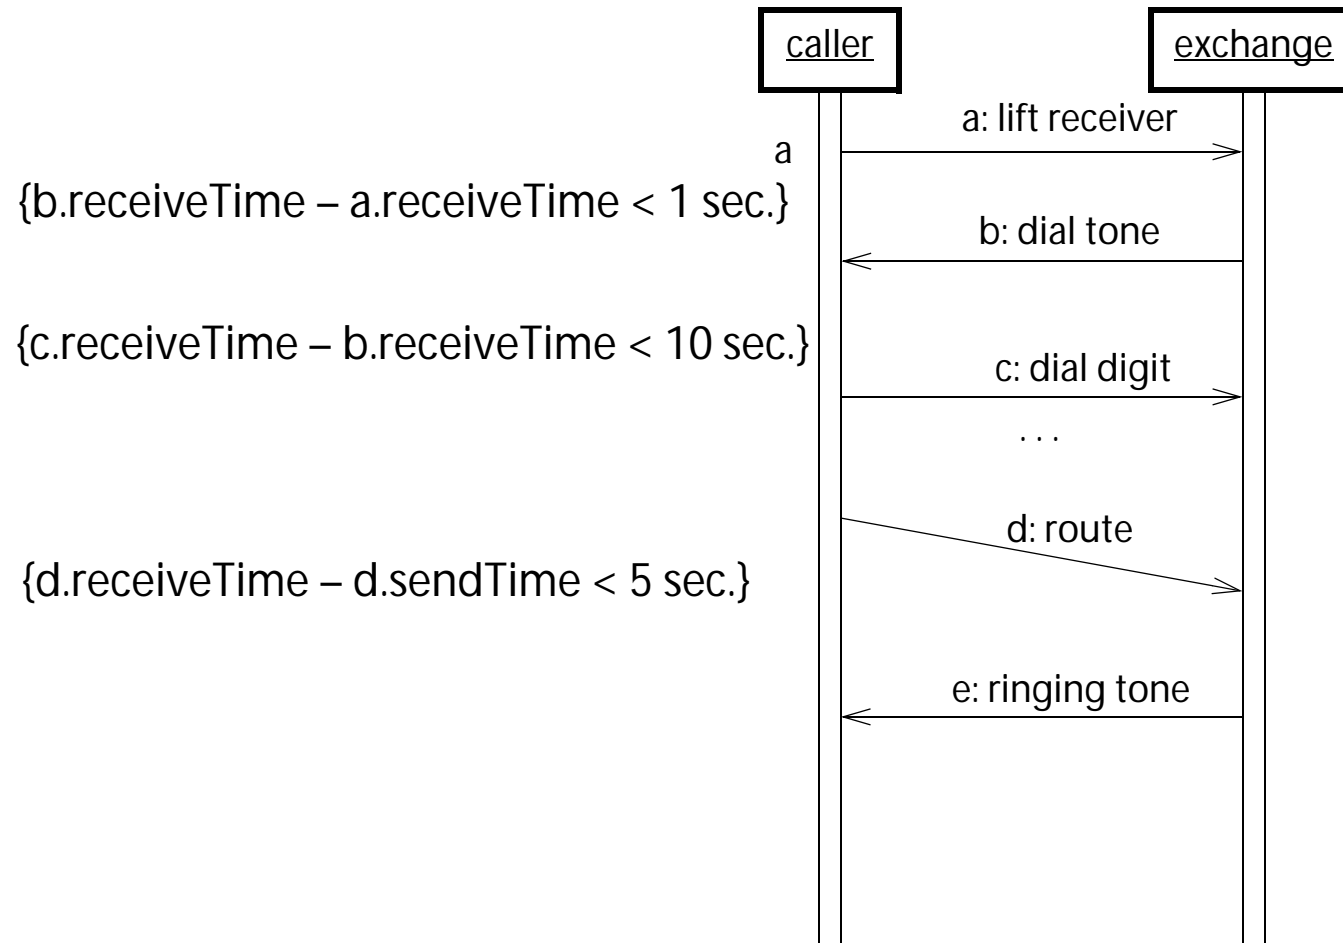 caller
exchange
a: lift receiver
a
{b.receiveTime – a.receiveTime < 1 sec.}
b: dial tone
{c.receiveTime – b.receiveTime < 10 sec.}
c: dial digit
. . .
d: route
{d.receiveTime – d.sendTime < 5 sec.}
e: ringing tone